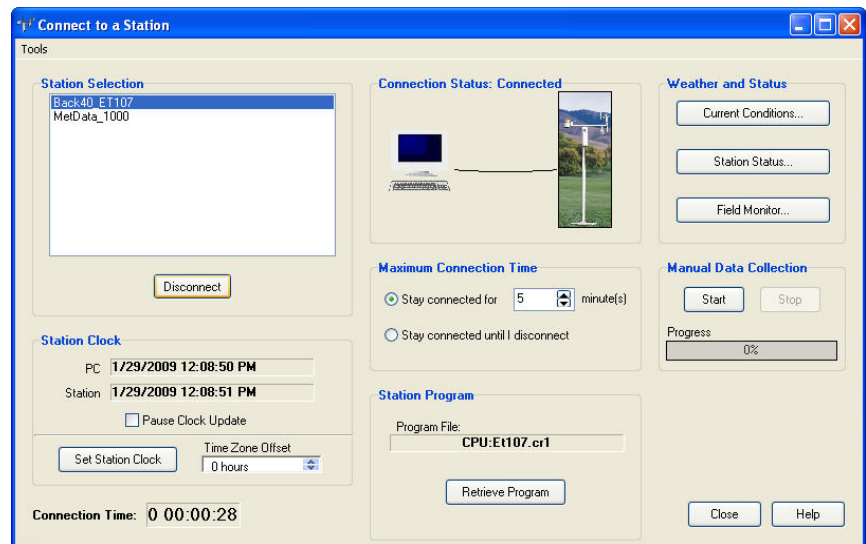 Connect to a Station
Tools
Station Selection
Back40_ET107
MetData_1000
Disconnect
Station Clock
PC 1/29/2009 12:08:50 PM
Station 1/29/2009 12:08:51 PM
Pause Clock Update
Set Station Clock
Time Zone Offset
0 hours
Connection Time: 0 00:00:28
Connection Status: Connected
Maximum Connection Time
Stay connected for 5 minute(s)
Stay connected until I disconnect
Station Program
Program File:
CPU:Et107.cr1
Retrieve Program
Weather and Status
Current Conditions...
Station Status...
Field Monitor...
Manual Data Collection
Start Stop
Progress
0%
Close Help